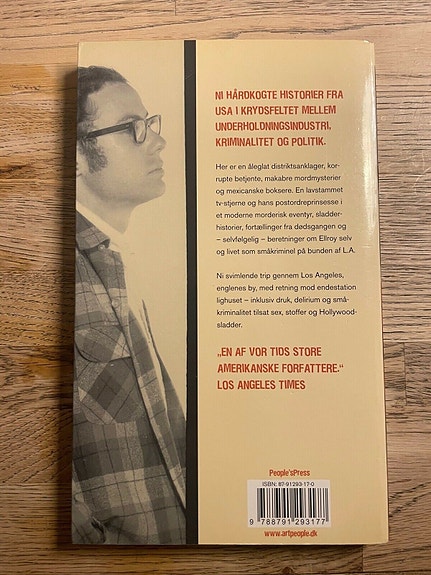 NI HÅRDKOGTE HISTORIER FRA
USA I KRYDSFELTET MELLEM
UNDERHOLDNINGSINDUSTRI,
KRIMINALITET OG POLITIK.
Her er en åleglat distriktsanklager, kor-
rupte betjente, makabre mordmysterier
og mexicanske boksere. En lavstammet
tv-stjerne og hans postordreprinsesse i
et moderne morderisk eventyr, sladder-
historier, fortællinger fra dødsgangen og
– selvfølgelig – beretninger om Ellroy selv
og livet som småkriminel på bunden af L.A.
Ni svimlende trip gennem Los Angeles,
englenes by, med retning mod endestation
lighuset – inklusiv druk, delirium og små-
kriminalitet tilsat sex, stoffer og Hollywood-
sladder.
„EN AF VOR TIDS STORE
AMERIKANSKE FORFATTERE.“
LOS ANGELES TIMES
People'sPress
ISBN: 87-91293-17-0
9 788791 293177
www.artpeople.dk